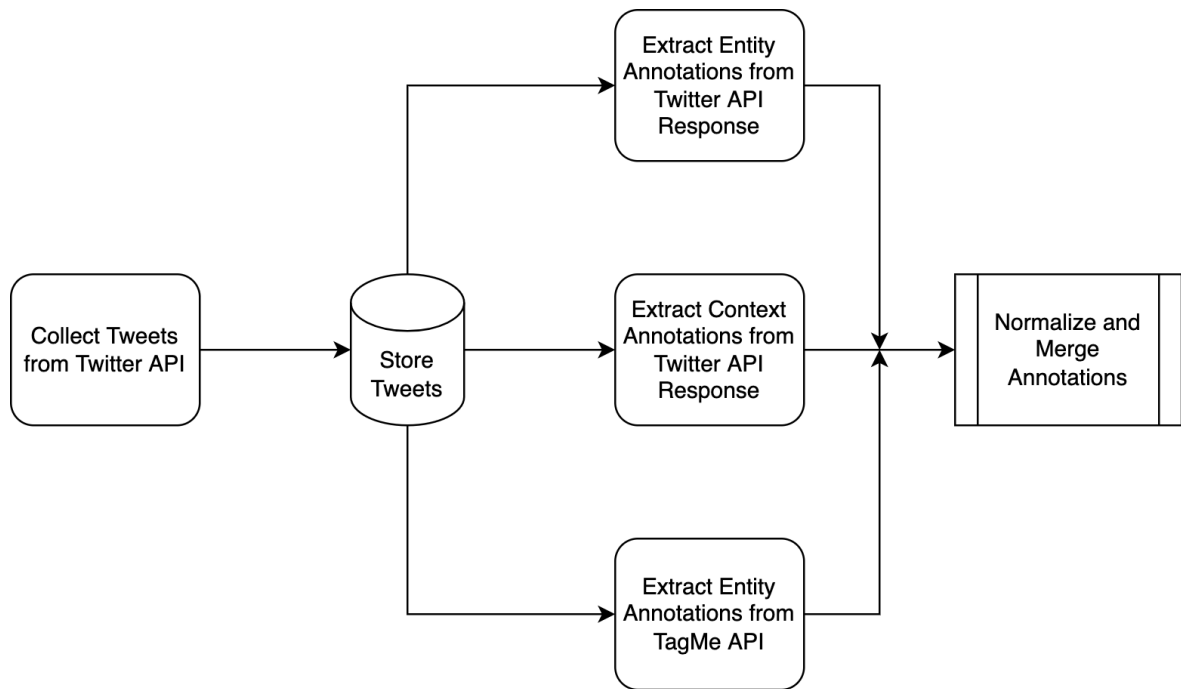 Collect Tweets
from Twitter API
Store
Tweets
Extract Entity
Annotations from
Twitter API
Response
Extract Context
Annotations from
Twitter API
Response
Extract Entity
Annotations from
TagMe API
Normalize and
Merge
Annotations